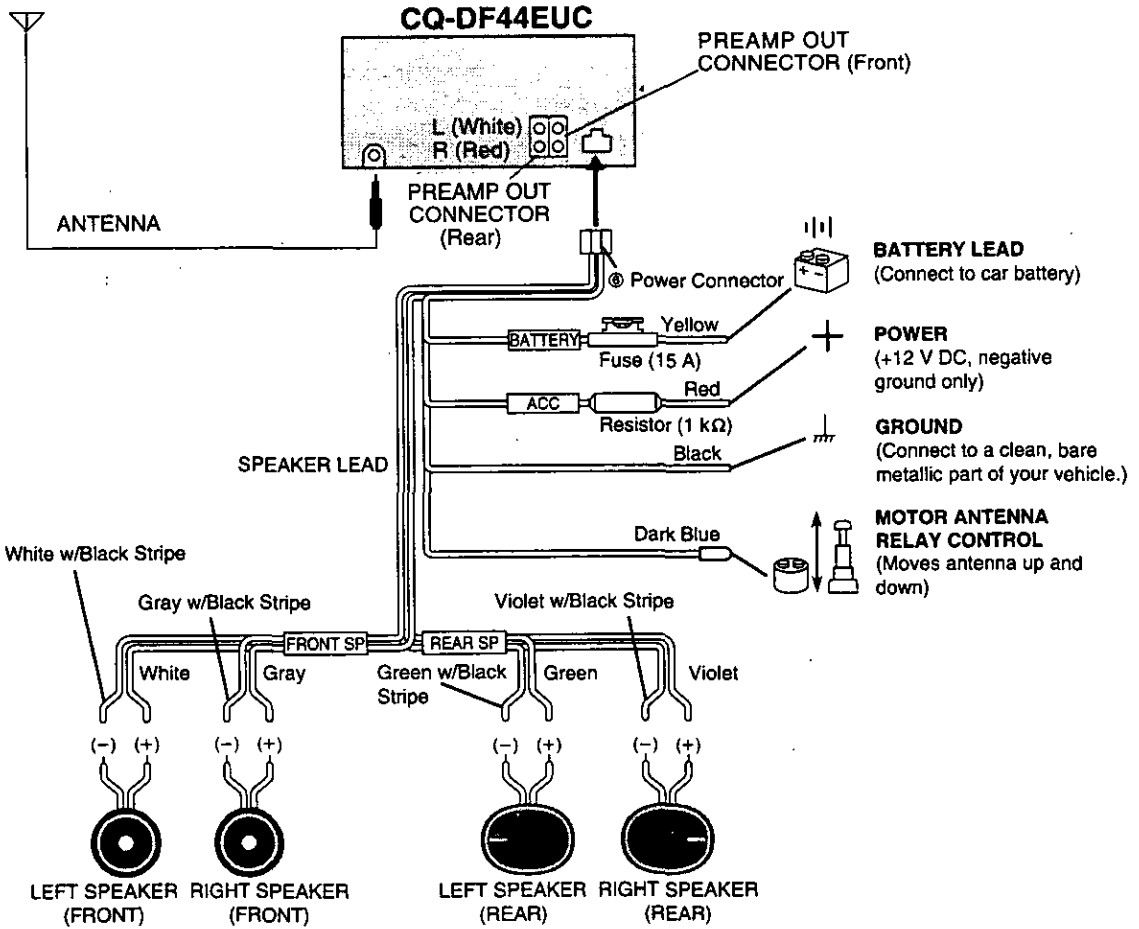 CQ-DF44EUC
PREAMP OUT
CONNECTOR (Front)
L (White)
R (Red)
PREAMP OUT
CONNECTOR
(Rear)
ANTENNA
⑥ Power Connector
BATTERY LEAD
(Connect to car battery)
BATTERY
Yellow
Fuse (15 A)
POWER
(+12 V DC, negative
ground only)
ACC
Red
Resistor (1 kΩ)
GROUND
(Connect to a clean, bare
metallic part of your vehicle.)
Black
SPEAKER LEAD
MOTOR ANTENNA
RELAY CONTROL
(Moves antenna up and
down)
Dark Blue
White w/Black Stripe
Gray w/Black Stripe
Violet w/Black Stripe
FRONT SP
REAR SP
White
Gray
Green w/Black
Stripe
Green
Violet
(−) (+) (−) (+) (−) (+) (−) (+)
LEFT SPEAKER
(FRONT)
RIGHT SPEAKER
(FRONT)
LEFT SPEAKER
(REAR)
RIGHT SPEAKER
(REAR)